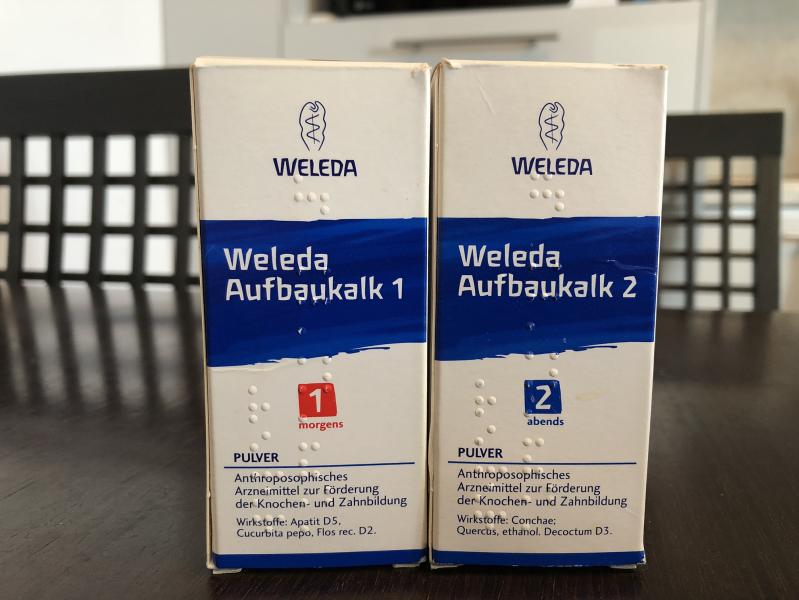 WELEDA
Weleda
Aufbaukalk 1
1
morgens
PULVER
Anthroposophisches
Arzneimittel zur Förderung
der Knochen- und Zahnbildung
Wirkstoffe: Apatit D5,
Cucurbita pepo, Flos rec. D2.
WELEDA
Weleda
Aufbaukalk 2
2
abends
PULVER
Anthroposophisches
Arzneimittel zur Förderung
der Knochen- und Zahnbildung
Wirkstoffe: Conchae;
Quercus, ethanol. Decoctum D3.